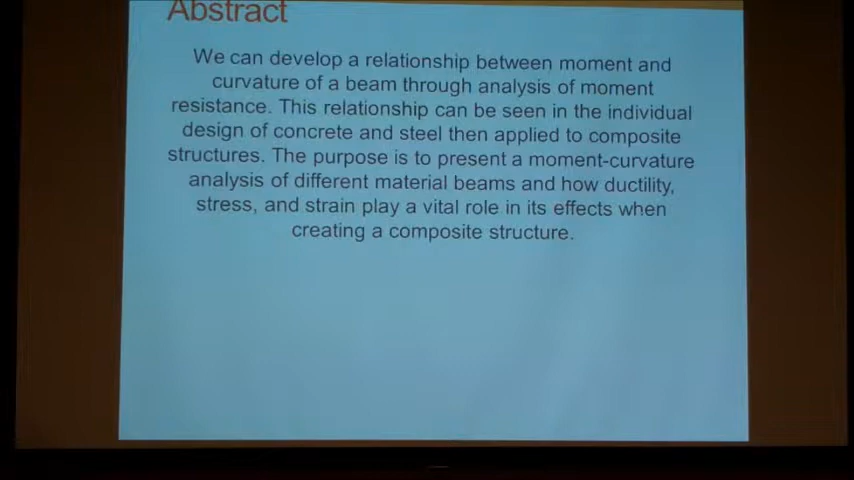 Abstract
We can develop a relationship between moment and
curvature of a beam through analysis of moment
resistance. This relationship can be seen in the individual
design of concrete and steel then applied to composite
structures. The purpose is to present a moment-curvature
analysis of different material beams and how ductility,
stress, and strain play a vital role in its effects when
creating a composite structure.